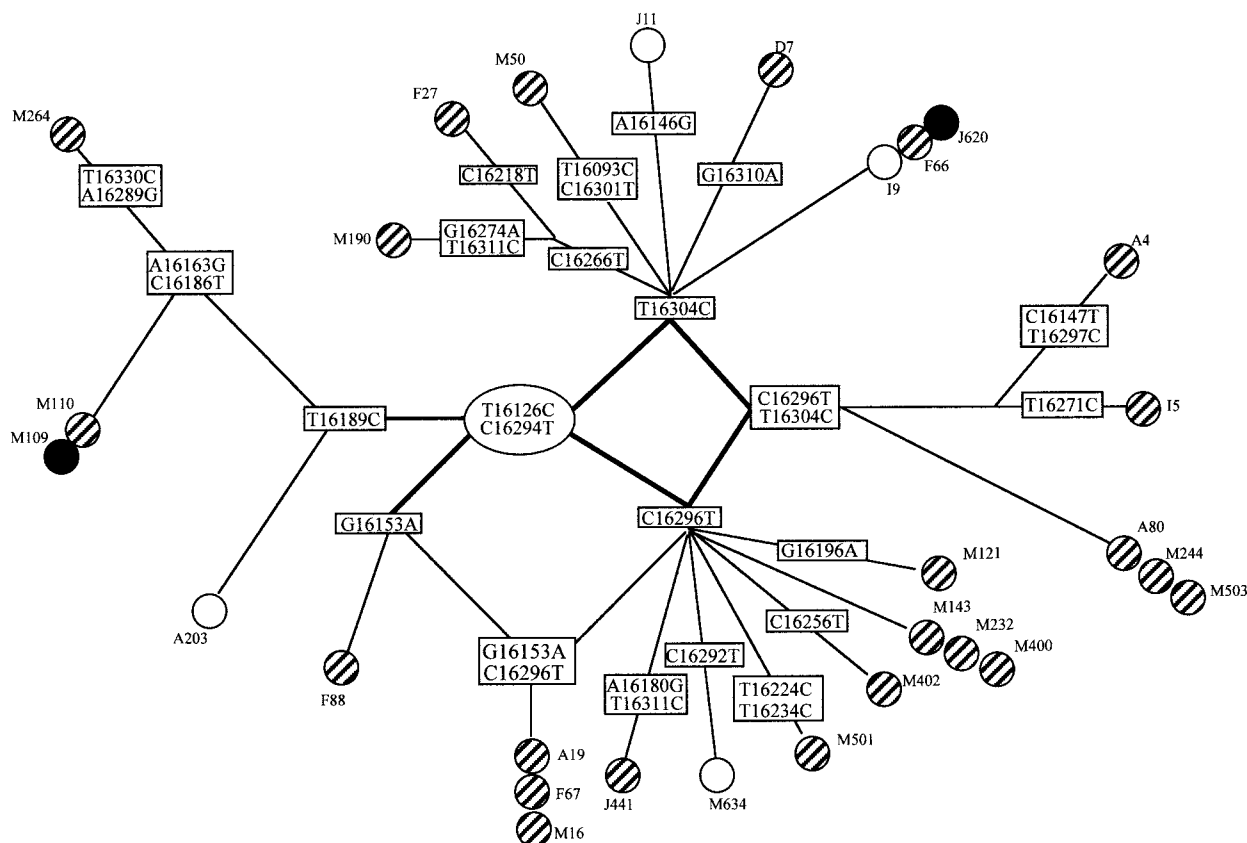 J11
D7
M50
F27
M264
J620
F66
I9
A16146G
T16330C
A16289G
C16218T
T16093C
C16301T
G16310A
M190
G16274A
T16311C
C16266T
A4
A16163G
C16186T
T16304C
C16147T
T16297C
M110
M109
T16189C
T16126C
C16294T
C16296T
T16304C
T16271C
I5
G16153A
C16296T
A80
M244
M503
G16196A
M121
A203
M143
M232
M400
C16256T
F88
G16153A
C16296T
C16292T
M402
A16180G
T16311C
T16224C
T16234C
M501
A19
F67
M16
J441
M634